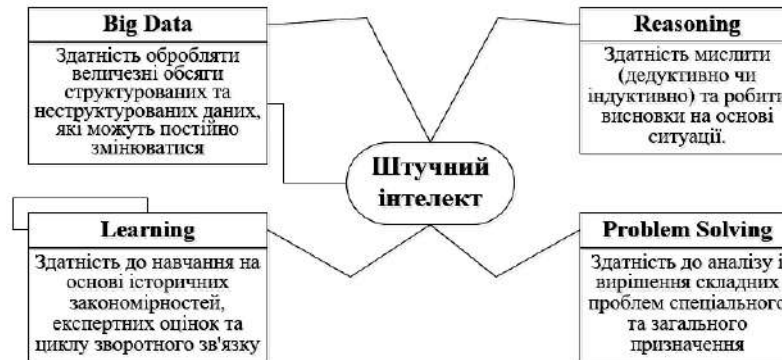 Big Data
Здатність обробляти
величезні обсяги
структурованих та
неструктурованих даних,
які можуть постійно
змінюватися
Reasoning
Здатність мислити
(дедуктивно чи
індуктивно) та робити
висновки на основі
ситуації.
Штучний
інтелект
Learning
Здатність до навчання на
основі історичних
закономірностей,
експертних оцінок та
циклу зворотного зв'язку
Problem Solving
Здатність до аналізу і
вирішення складних
проблем спеціального
та загального
призначення